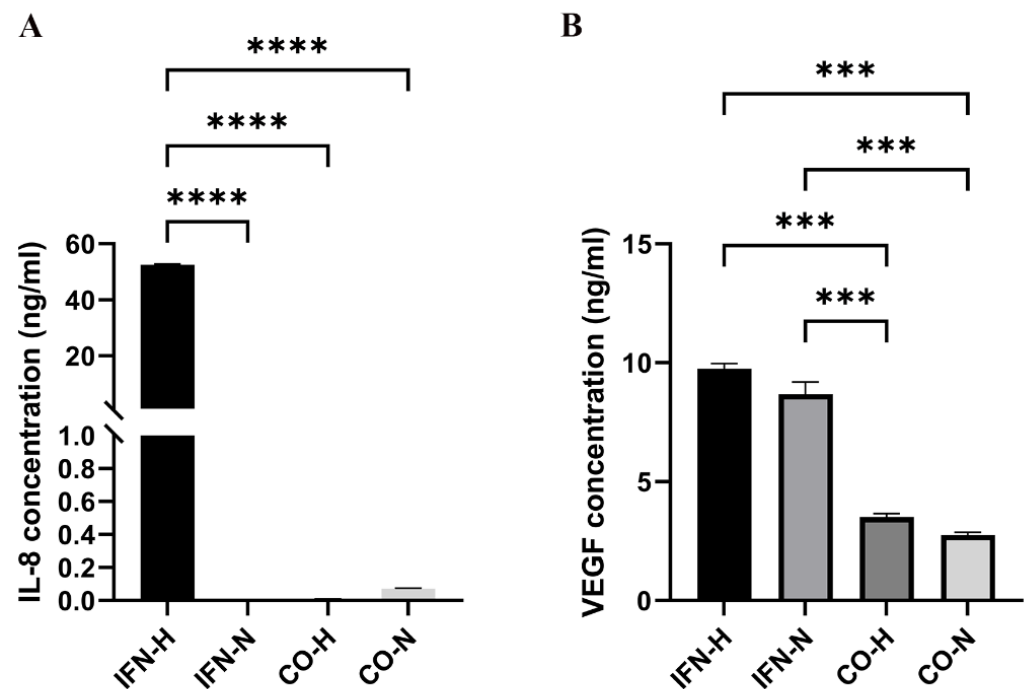 A
****
****
****
IL-8 concentration (ng/ml)
60
40
20
1.0
0.8
0.6
0.4
0.2
0.0
IFN-H
IFN-N
CO-H
CO-N
B
***
***
***
***
VEGF concentration (ng/ml)
15
10
5
0
IFN-H
IFN-N
CO-H
CO-N